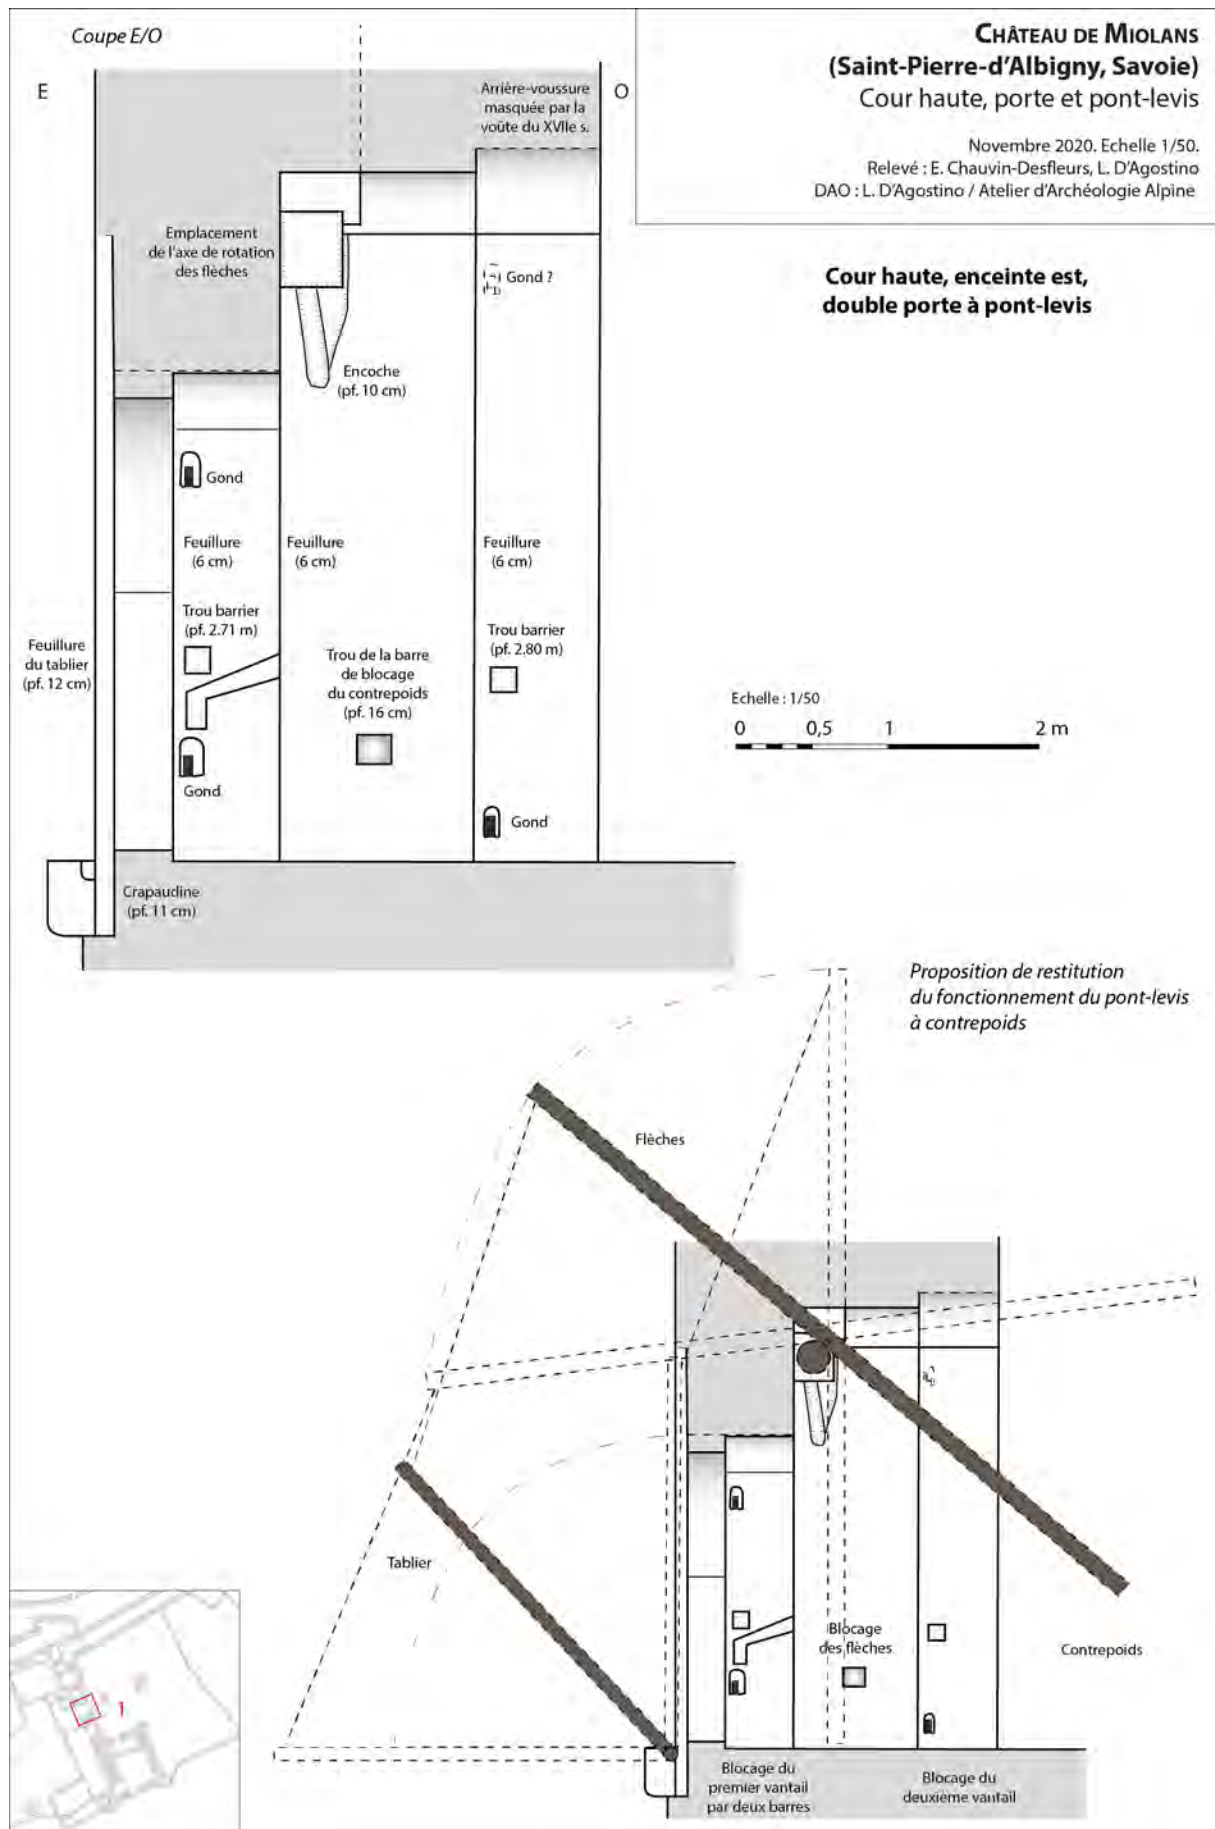 Coupe E/O
CHÂTEAU DE MIOLANS
(Saint-Pierre-d'Albigny, Savoie)
Cour haute, porte et pont-levis
Novembre 2020. Echelle 1/50.
Relevé : E. Chauvin-Desfleurs, L. D'Agostino
DAO : L. D'Agostino / Atelier d'Archéologie Alpine
E
O
Arrière-voussure
masquée par la
voûte du XVIIe s.
Emplacement
de l'axe de rotation
des flèches
Gond ?
Cour haute, enceinte est,
double porte à pont-levis
Encoche
(pf. 10 cm)
Gond
Feuillure
(6 cm)
Feuillure
(6 cm)
Feuillure
(6 cm)
Trou barrier
(pf. 2.71 m)
Trou barrier
(pf. 2.80 m)
Feuillure
du tablier
(pf. 12 cm)
Trou de la barre
de blocage
du contrepoids
(pf. 16 cm)
Echelle : 1/50
0 0,5 1 2 m
Gond
Gond
Crapaudine
(pf. 11 cm)
Proposition de restitution
du fonctionnement du pont-levis
à contrepoids
Flèches
Tablier
Blocage
des flèches
Contrepoids
1
Blocage du
premier vantail
par deux barres
Blocage du
deuxième vantail